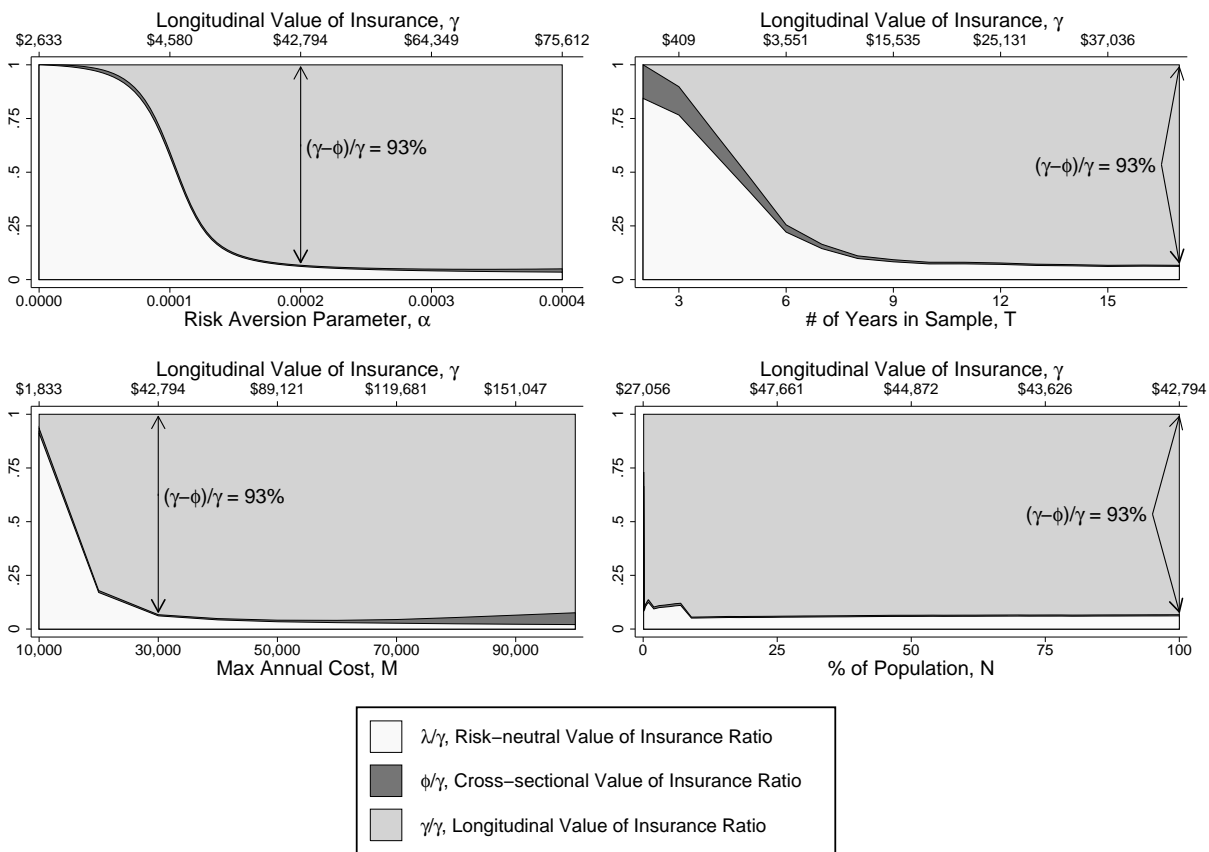 Longitudinal Value of Insurance, γ
$2,633 $4,580 $42,794 $64,349 $75,612
0 .25 .5 .75 1
(γ−ϕ)/γ = 93%
0.0000 0.0001 0.0002 0.0003 0.0004
Risk Aversion Parameter, α
Longitudinal Value of Insurance, γ
$409 $3,551 $15,535 $25,131 $37,036
0 .25 .5 .75 1
(γ−ϕ)/γ = 93%
3 6 9 12 15
# of Years in Sample, T
Longitudinal Value of Insurance, γ
$1,833 $42,794 $89,121 $119,681 $151,047
0 .25 .5 .75 1
(γ−ϕ)/γ = 93%
10,000 30,000 50,000 70,000 90,000
Max Annual Cost, M
Longitudinal Value of Insurance, γ
$27,056 $47,661 $44,872 $43,626 $42,794
0 .25 .5 .75 1
(γ−ϕ)/γ = 93%
0 25 50 75 100
% of Population, N
λ/γ, Risk−neutral Value of Insurance Ratio
ϕ/γ, Cross−sectional Value of Insurance Ratio
γ/γ, Longitudinal Value of Insurance Ratio